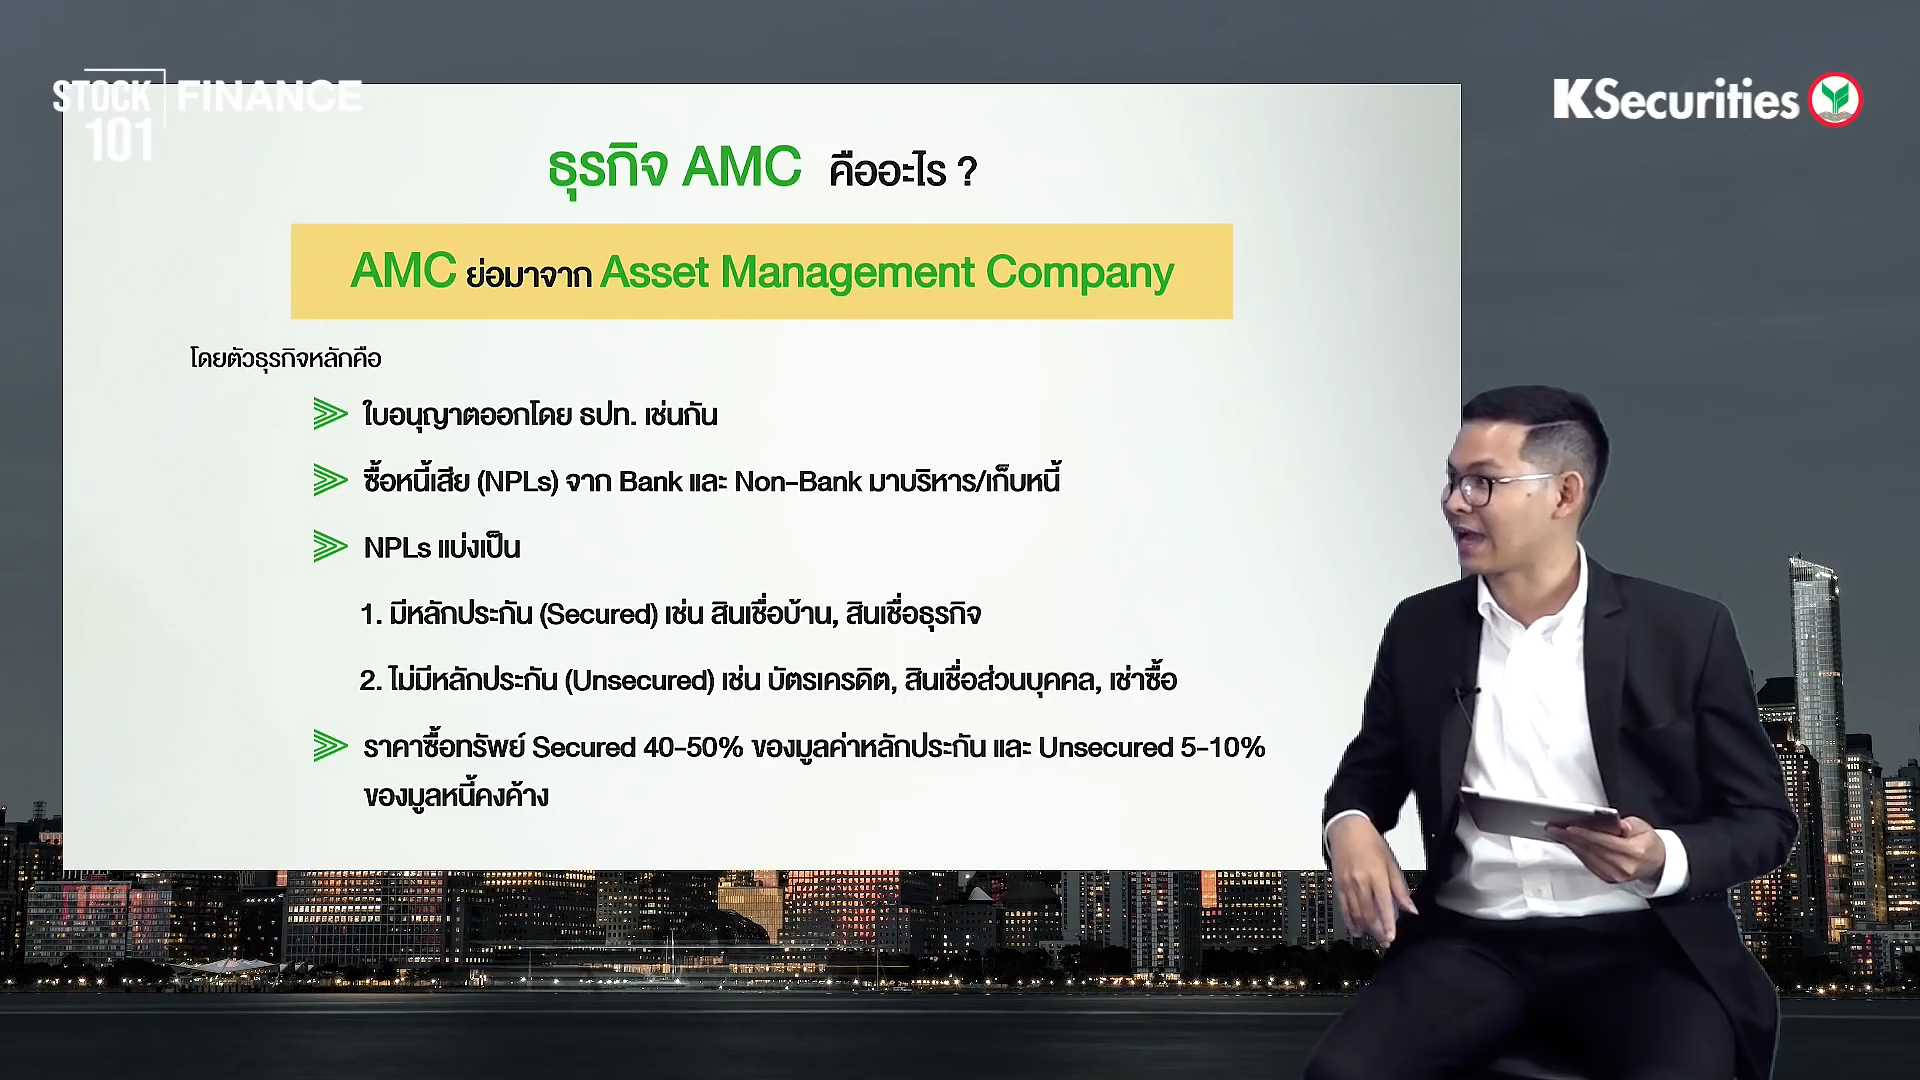 STOCK 101
FINANCE
KSecurities
ธุรกิจ AMC คืออะไร ?
AMC ย่อมาจาก Asset Management Company
โดยตัวธุรกิจหลักคือ
ใบอนุญาตออกโดย ธปท. เช่นกัน
ซื้อหนี้เสีย (NPLs) จาก Bank และ Non-Bank มาบริหาร/เก็บหนี้
NPLs แบ่งเป็น
1. มีหลักประกัน (Secured) เช่น สินเชื่อบ้าน, สินเชื่อธุรกิจ
2. ไม่มีหลักประกัน (Unsecured) เช่น บัตรเครดิต, สินเชื่อส่วนบุคคล, เช่าซื้อ
ราคาซื้อทรัพย์ Secured 40-50% ของมูลค่าหลักประกัน และ Unsecured 5-10%
ของมูลหนี้คงค้าง